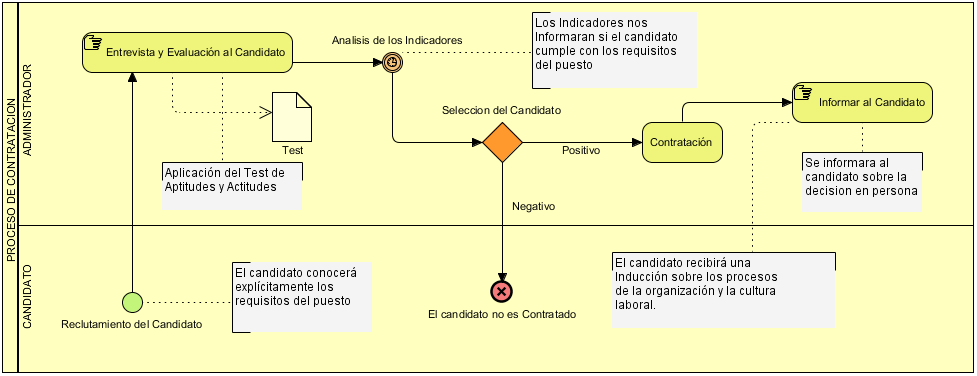 PROCESO DE CONTRATACION
ADMINISTRADOR
Entrevista y Evaluación al Candidato
Analisis de los Indicadores
Los Indicadores nos
Informaran si el candidato
cumple con los requisitos
del puesto
Test
Aplicación del Test de
Aptitudes y Actitudes
Seleccion del Candidato
Positivo
Negativo
Contratación
Informar al Candidato
Se informara al
candidato sobre la
decision en persona
CANDIDATO
Reclutamiento del Candidato
El candidato conocerá
explícitamente los
requisitos del puesto
El candidato no es Contratado
El candidato recibirá una
Inducción sobre los procesos
de la organización y la cultura
laboral.